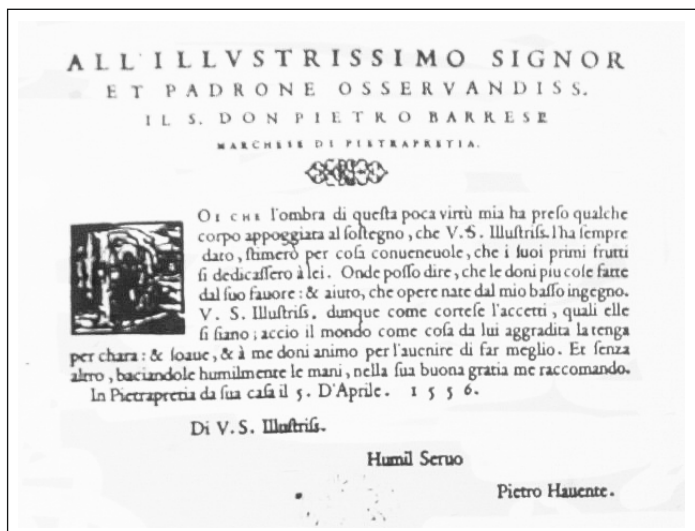 ALL'ILLVSTRISSIMO SIGNOR
ET PADRONE OSSERVANDISS.
IL S. DON PIETRO BARRESE
MARCHESE DI PIETRAPRETIA.
POI CHE l'ombra di queſta poca virtù mia ha preſo qualche
corpo appoggiata al ſoſtegno, che V.S. Illuſtriſſ. l'ha ſempre
dato, ſtimerò per coſa conueneuole, che i ſuoi primi frutti
ſi dedicaſſero à lei. Onde poſſo dire, che le doni piu coſe fatte
dal ſuo fauore: & aiuto, che opere nate dal mio baſſo ingegno.
V. S. Illuſtriſ. dunque come corteſe l'accetti, quali elle
ſi ſiano; accio il mondo come coſa da lui aggradita la tenga
per chara: & ſoaue, & à me doni animo per l'auenire di far meglio. Et ſenza
altro, baciandole humilmente le mani, nella ſua buona gratia me raccomando.
In Pietrapretia da ſua caſa il 5. D'Aprile. 1556.
Di V.S. Illuſtriſ.
Humil Seruo
Pietro Hauente.